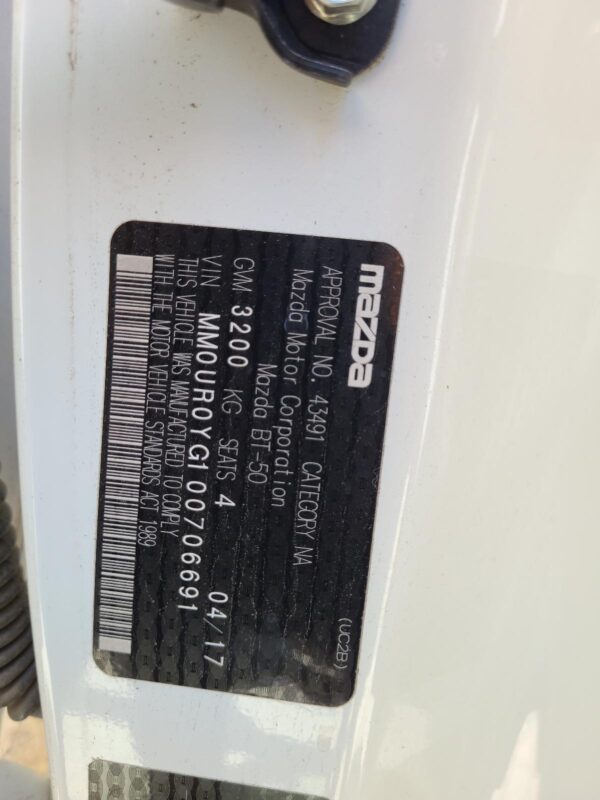 mazda
APPROVAL NO. 43491 CATEGORY NA
(UC2B)
Mazda Motor Corporation
Mazda BT-50
GVM 3200 KG SEATS 4 04/17
VIN MM0UR0YG100706691
THIS VEHICLE WAS MANUFACTURED TO COMPLY
WITH THE MOTOR VEHICLE STANDARDS ACT 1989